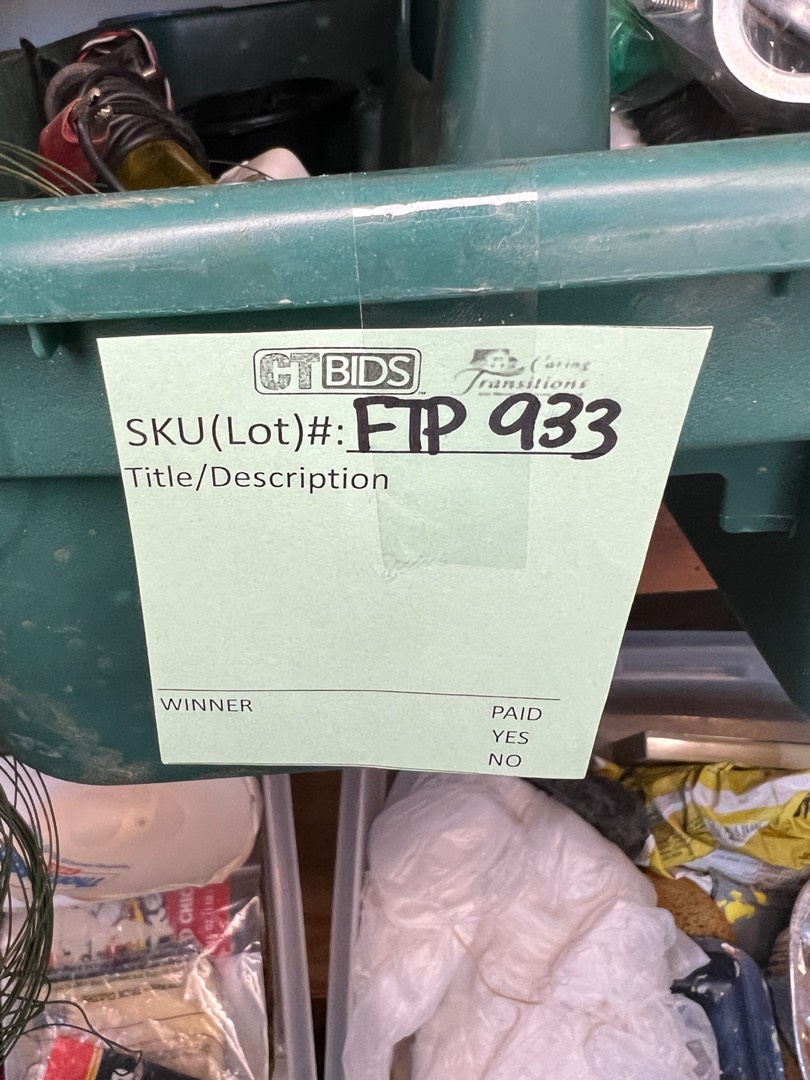 CTBIDS
Caring
Transitions
SKU(Lot)#: FTP 933
Title/Description
WINNER
PAID
YES
NO